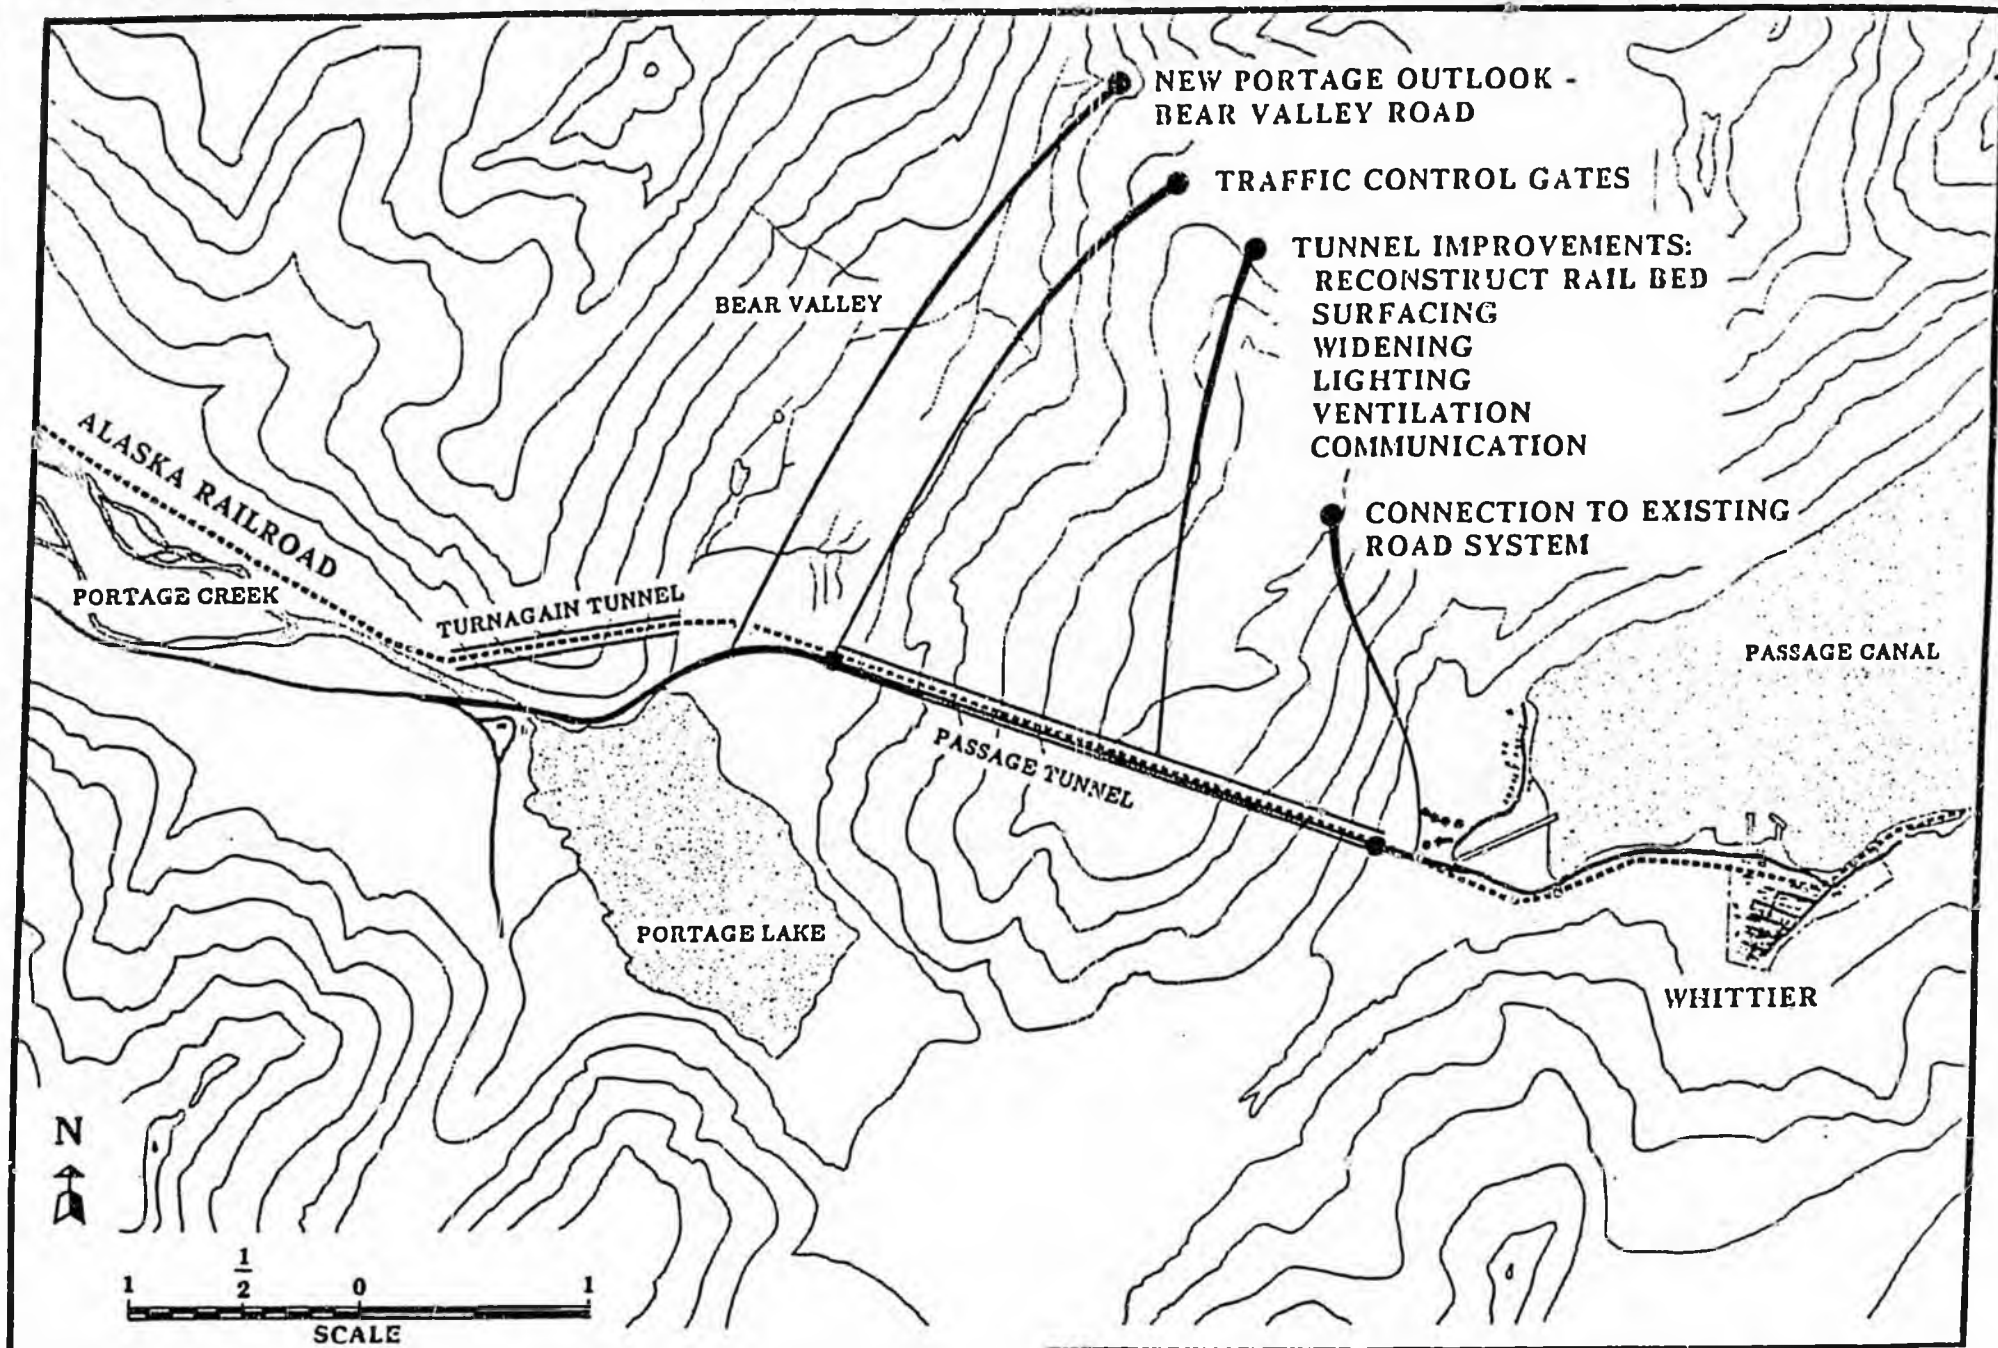 NEW PORTAGE OUTLOOK -
BEAR VALLEY ROAD
TRAFFIC CONTROL GATES
TUNNEL IMPROVEMENTS:
RECONSTRUCT RAIL BED
SURFACING
WIDENING
LIGHTING
VENTILATION
COMMUNICATION
BEAR VALLEY
ALASKA RAILROAD
CONNECTION TO EXISTING
ROAD SYSTEM
PORTAGE CREEK
TURNAGAIN TUNNEL
PASSAGE CANAL
PASSAGE TUNNEL
PORTAGE LAKE
WHITTIER
N
1 1/2 0 1
SCALE